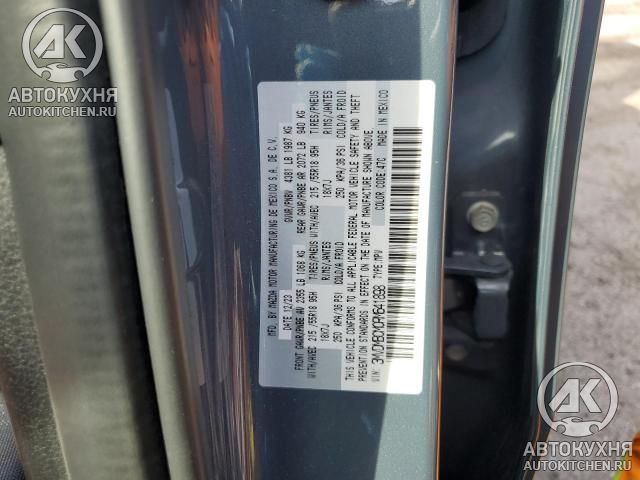 AK
АВТОКУХНЯ
AUTOKITCHEN.RU
MFD. BY MAZDA MOTOR MANUFACTURING DE MEXICO S.A. DE C.V.
DATE: 12/23 GVWR/PNBV 4381 LB 1987 KG
FRONT GAWR/PNBE AV 2355 LB 1068 KG REAR GAWR/PNBE AR 2072 LB 940 KG
WITH/AVEC 215 /55R18 95H TIRES/PNEUS WITH/AVEC 215 /55R18 95H TIRES/PNEUS
18X7J RIMS/JANTES 18X7J RIMS/JANTES
250 KPA/36 PSI COLD/A FROID 250 KPA/36 PSI COLD/A FROID
THIS VEHICLE CONFORMS TO ALL APPLICABLE FEDERAL MOTOR VEHICLE SAFETY AND THEFT
PREVENTION STANDARDS IN EFFECT ON THE DATE OF MANUFACTURE SHOWN ABOVE.
VIN: TYPE:MPV COLOR CODE: 47C MADE IN MEXICO
AK
АВТОКУХНЯ
AUTOKITCHEN.RU